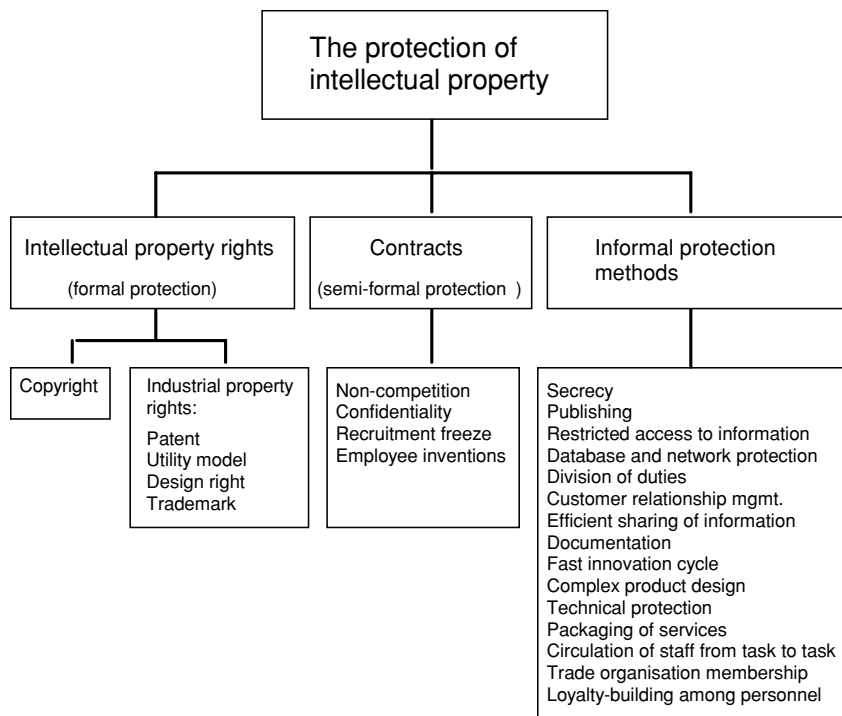 The protection of
intellectual property
Intellectual property rights
(formal protection)
Contracts
(semi-formal protection )
Informal protection
methods
Copyright
Industrial property
rights:
Patent
Utility model
Design right
Trademark
Non-competition
Confidentiality
Recruitment freeze
Employee inventions
Secrecy
Publishing
Restricted access to information
Database and network protection
Division of duties
Customer relationship mgmt.
Efficient sharing of information
Documentation
Fast innovation cycle
Complex product design
Technical protection
Packaging of services
Circulation of staff from task to task
Trade organisation membership
Loyalty-building among personnel